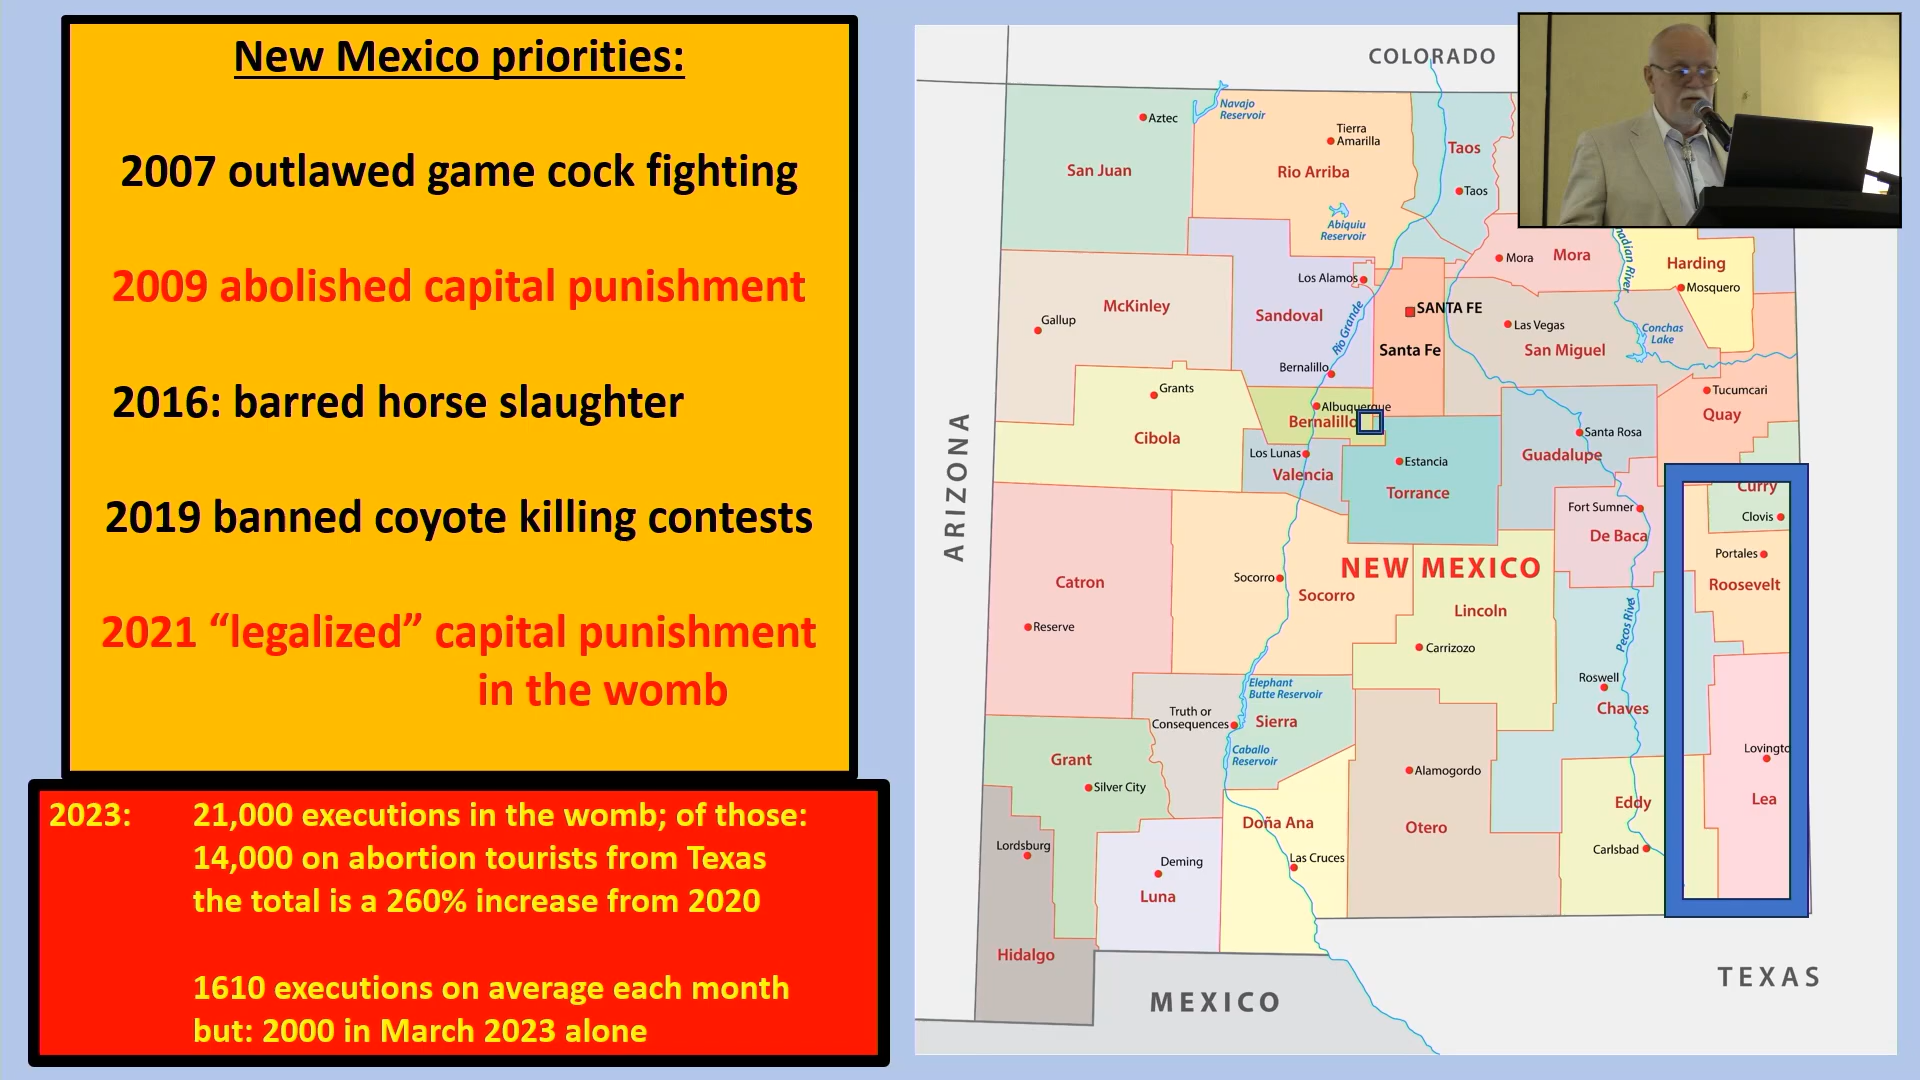 New Mexico priorities:
2007 outlawed game cock fighting
2009 abolished capital punishment
2016: barred horse slaughter
2019 banned coyote killing contests
2021 “legalized” capital punishment
in the womb
2023: 21,000 executions in the womb; of those:
14,000 on abortion tourists from Texas
the total is a 260% increase from 2020
1610 executions on average each month
but: 2000 in March 2023 alone
COLORADO
Navajo
Reservoir
Aztec
San Juan
Tierra
Amarilla
Rio Arriba
Taos
Taos
Abiquiu
Reservoir
Mora
Mora
Harding
Mosquero
Los Alamos
McKinley
Gallup
Sandoval
Rio Grande
SANTA FE
Santa Fe
Las Vegas
San Miguel
Conchas
Lake
nadian River
Bernalillo
Grants
Albuquerque
Bernalillo
Cibola
Tucumcari
Quay
Santa Rosa
Guadalupe
Los Lunas
Valencia
Estancia
Torrance
ARIZONA
Curry
Clovis
Fort Sumner
De Baca
Portales
Roosevelt
NEW MEXICO
Catron
Reserve
Socorro
Socorro
Lincoln
Carrizozo
Pecos River
Roswell
Chaves
Elephant
Butte Reservoir
Truth or
Consequences
Sierra
Caballo
Reservoir
Lovingto
Lea
Grant
Silver City
Alamogordo
Otero
Eddy
Carlsbad
Doña Ana
Las Cruces
Lordsburg
Deming
Luna
Hidalgo
MEXICO
TEXAS